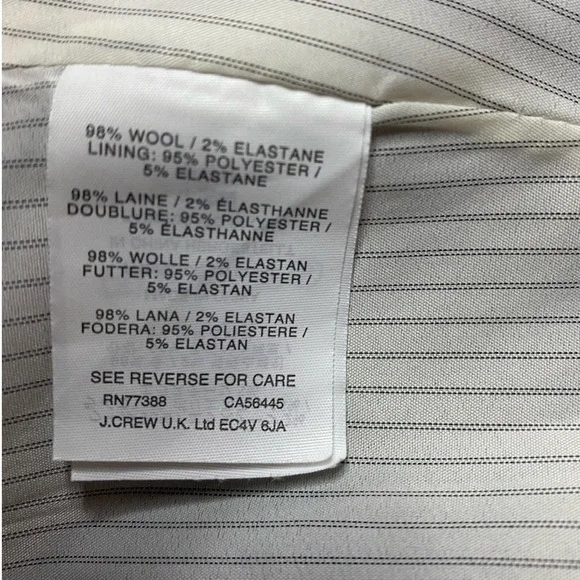 98% WOOL / 2% ELASTANE
LINING: 95% POLYESTER /
5% ELASTANE
98% LAINE / 2% ÉLASTHANNE
DOUBLURE: 95% POLYESTER /
5% ÉLASTHANNE
98% WOLLE / 2% ELASTAN
FUTTER: 95% POLYESTER /
5% ELASTAN
98% LANA / 2% ELASTAN
FODERA: 95% POLIESTERE /
5% ELASTAN
SEE REVERSE FOR CARE
RN77388 CA56445
J.CREW U.K. Ltd EC4V 6JA